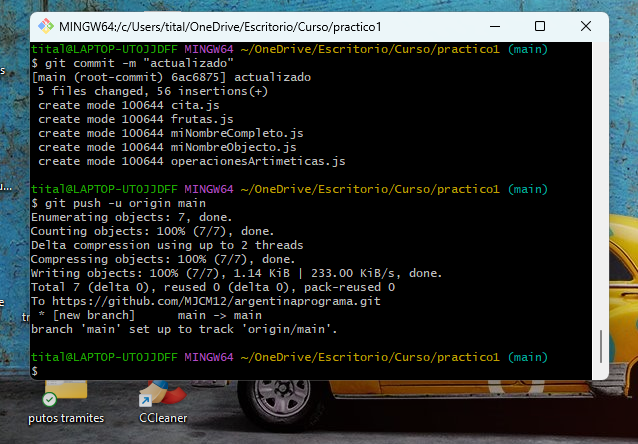 MINGW64:/c/Users/tital/OneDrive/Escritorio/Curso/practico1
tital@LAPTOP-UTOJJDFF MINGW64 ~/OneDrive/Escritorio/Curso/practico1 (main)
$ git commit -m "actualizado"
[main (root-commit) 6ac6875] actualizado
 5 files changed, 56 insertions(+)
 create mode 100644 cita.js
 create mode 100644 frutas.js
 create mode 100644 miNombreCompleto.js
 create mode 100644 miNombreObjecto.js
 create mode 100644 operacionesArtimeticas.js
tital@LAPTOP-UTOJJDFF MINGW64 ~/OneDrive/Escritorio/Curso/practico1 (main)
$ git push -u origin main
Enumerating objects: 7, done.
Counting objects: 100% (7/7), done.
Delta compression using up to 2 threads
Compressing objects: 100% (7/7), done.
Writing objects: 100% (7/7), 1.14 KiB | 233.00 KiB/s, done.
Total 7 (delta 0), reused 0 (delta 0), pack-reused 0
To https://github.com/MJCM12/argentinaprograma.git
 * [new branch]      main -> main
branch 'main' set up to track 'origin/main'.
tital@LAPTOP-UTOJJDFF MINGW64 ~/OneDrive/Escritorio/Curso/practico1 (main)
$
putos tramites
CCleaner